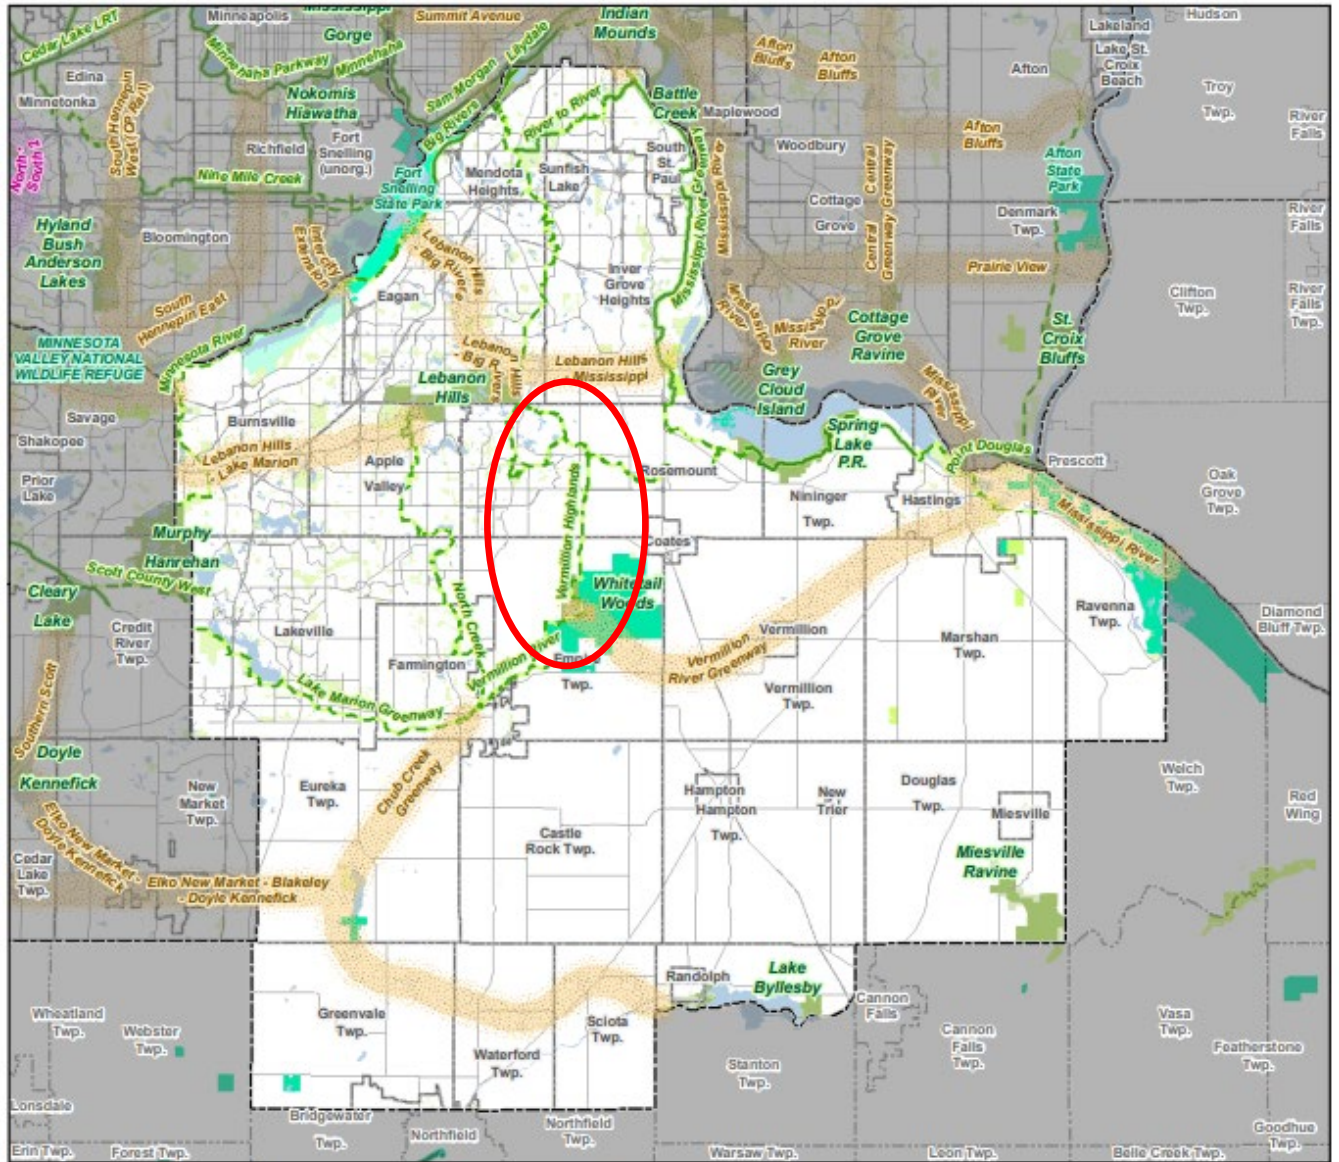 Cedar Lake LRT
Minneapolis
Mississippi
Gorge
Summit Avenue
Indian
Mounds
Lakeland
Hudson
Lake St.
Croix
Beach
Minnehaha Parkway
Minnehaha
Sam Morgan
Lilydale
Afton
Bluffs
Afton
Bluffs
Afton
Troy
Twp.
Edina
Minnetonka
South Hennepin
West (CP Rail)
Nokomis
Hiawatha
Big Rivers
River to River
Battle
Creek
Maplewood
River
Falls
North -
South 1
Richfield
Fort
Snelling
(unorg.)
Nine Mile Creek
Fort
Snelling
State Park
Mendota
Heights
Sunfish
Lake
South
St.
Paul
Woodbury
Central
Greenway
Central
Greenway
Afton
Bluffs
Afton
State
Park
Mississippi River Greenway
Mississippi River
Cottage
Grove
Denmark
Twp.
River
Falls
Hyland
Bush
Anderson
Lakes
Bloomington
Intercity
Extension
Lebanon Hills
Big Rivers
Inver
Grove
Heights
Prairie View
Clifton
Twp.
River
Falls
Twp.
South
Hennepin East
Eagan
Mississippi
River
Mississippi
River
Cottage
Grove
Ravine
St.
Croix
Bluffs
MINNESOTA
VALLEY NATIONAL
WILDLIFE REFUGE
Minnesota River
Lebanon Hills
- Big Rivers
Lebanon Hills
- Mississippi
Lebanon
Hills
Grey
Cloud
Island
Mississippi
River
Savage
Burnsville
Shakopee
Lebanon Hills
Lake Marion
Apple
Valley
Spring
Lake
P.R.
Point Douglas
Prescott
Prior
Lake
Rosemount
Nininger
Twp.
Hastings
Oak
Grove
Twp.
Vermillion Highlands
Mississippi River
Murphy
Hanrehan
Coates
Scott County West
Cleary
Lake
Whitetail
Woods
North Creek
Credit
River
Twp.
Lakeville
Farmington
Vermillion River
Empire
Twp.
Vermillion
River Greenway
Vermillion
Marshan
Twp.
Ravenna
Twp.
Diamond
Bluff Twp.
Southern Scott
Lake Marion Greenway
Vermillion
Twp.
Doyle
Kennefick
New
Market
Twp.
Eureka
Twp.
Chub Creek
Greenway
Hampton
Hampton
Twp.
New
Trier
Douglas
Twp.
Miesville
Welch
Twp.
Red
Wing
Elko New Market -
Doyle Kennefick
Castle
Rock Twp.
Miesville
Ravine
Cedar
Lake
Twp.
Elko New Market - Blakeley
- Doyle Kennefick
Randolph
Lake
Byllesby
Cannon
Falls
Wheatland
Twp.
Webster
Twp.
Greenvale
Twp.
Sciota
Twp.
Waterford
Twp.
Stanton
Twp.
Cannon
Falls
Twp.
Vasa
Twp.
Featherstone
Twp.
Lonsdale
Bridgewater
Twp.
Northfield
Northfield
Twp.
Goodhue
Twp.
Erin Twp.
Forest Twp.
Warsaw Twp.
Leon Twp.
Belle Creek Twp.